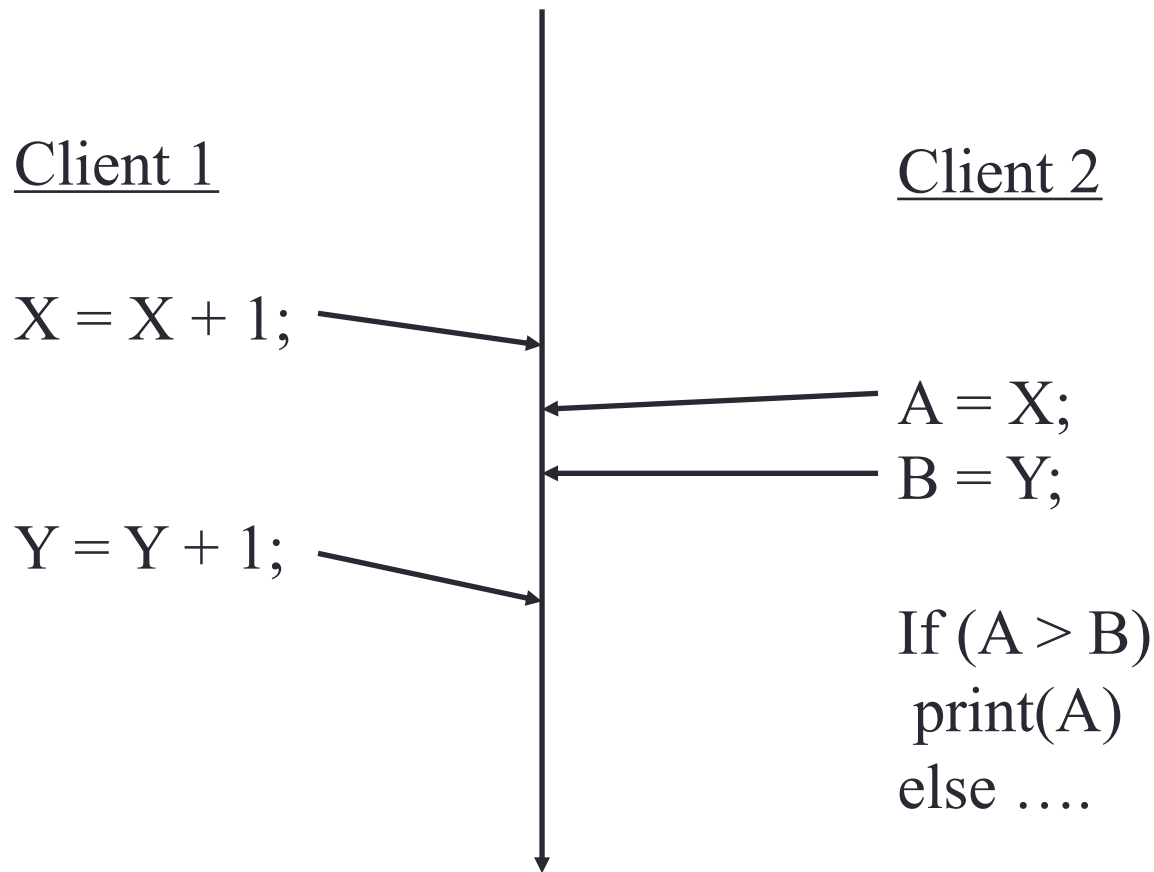 Client 1
X = X + 1;
Y = Y + 1;
Client 2
A = X;
B = Y;
If (A > B)
print(A)
else ….